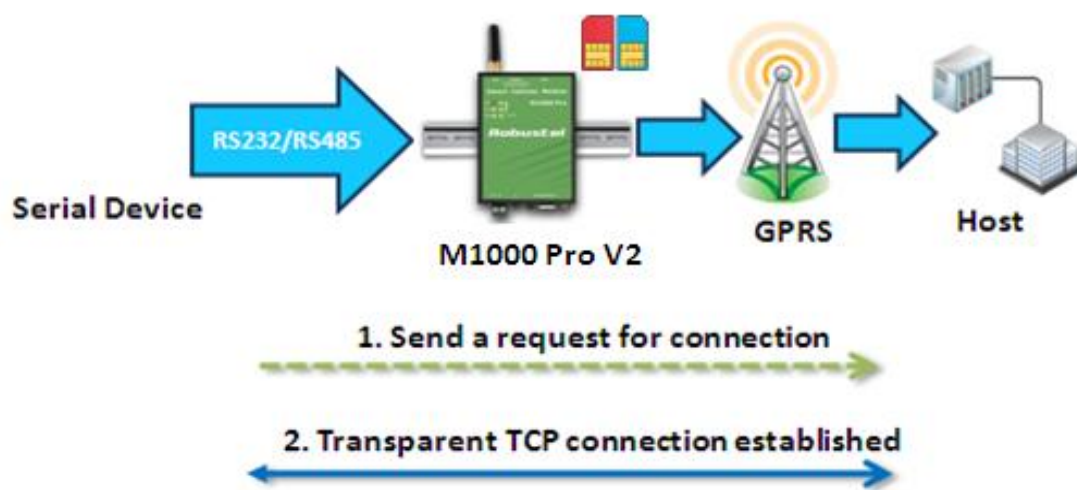 RS232/RS485
Robustel
Serial Device
M1000 Pro V2
GPRS
Host
1. Send a request for connection
2. Transparent TCP connection established